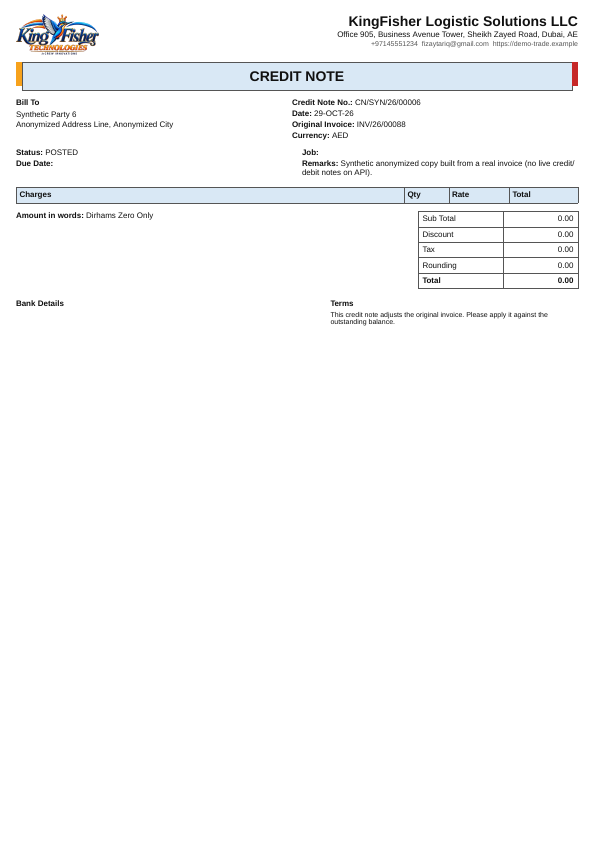 King Fisher
TECHNOLOGIES
KingFisher Logistic Solutions LLC
Office 905, Business Avenue Tower, Sheikh Zayed Road, Dubai, AE
+97145551234 fizaytariq@gmail.com https://demo-trade.example
CREDIT NOTE
Bill To
Synthetic Party 6
Anonymized Address Line, Anonymized City
Credit Note No.: CN/SYN/26/00006
Date: 29-OCT-26
Original Invoice: INV/26/00088
Currency: AED
Status: POSTED
Due Date:
Job:
Remarks: Synthetic anonymized copy built from a real invoice (no live credit/
debit notes on API).
Charges Qty Rate Total
Amount in words: Dirhams Zero Only
Sub Total 0.00
Discount 0.00
Tax 0.00
Rounding 0.00
Total 0.00
Bank Details
Terms
This credit note adjusts the original invoice. Please apply it against the
outstanding balance.